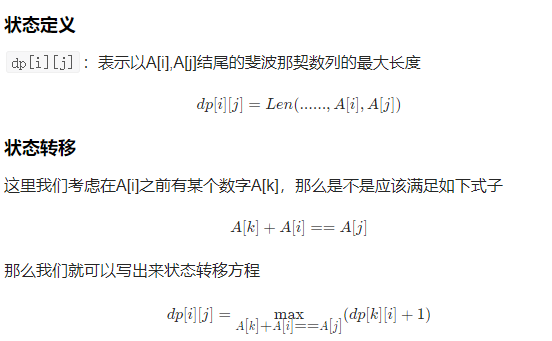 状态定义
dp[i][j] ：表示以A[i],A[j]结尾的斐波那契数列的最大长度
dp[i][j] = Len(......, A[i], A[j])
状态转移
这里我们考虑在A[i]之前有某个数字A[k]，那么是不是应该满足如下式子
A[k] + A[i] == A[j]
那么我们就可以写出来状态转移方程
dp[i][j] = max (dp[k][i] + 1)
A[k]+A[i]==A[j]